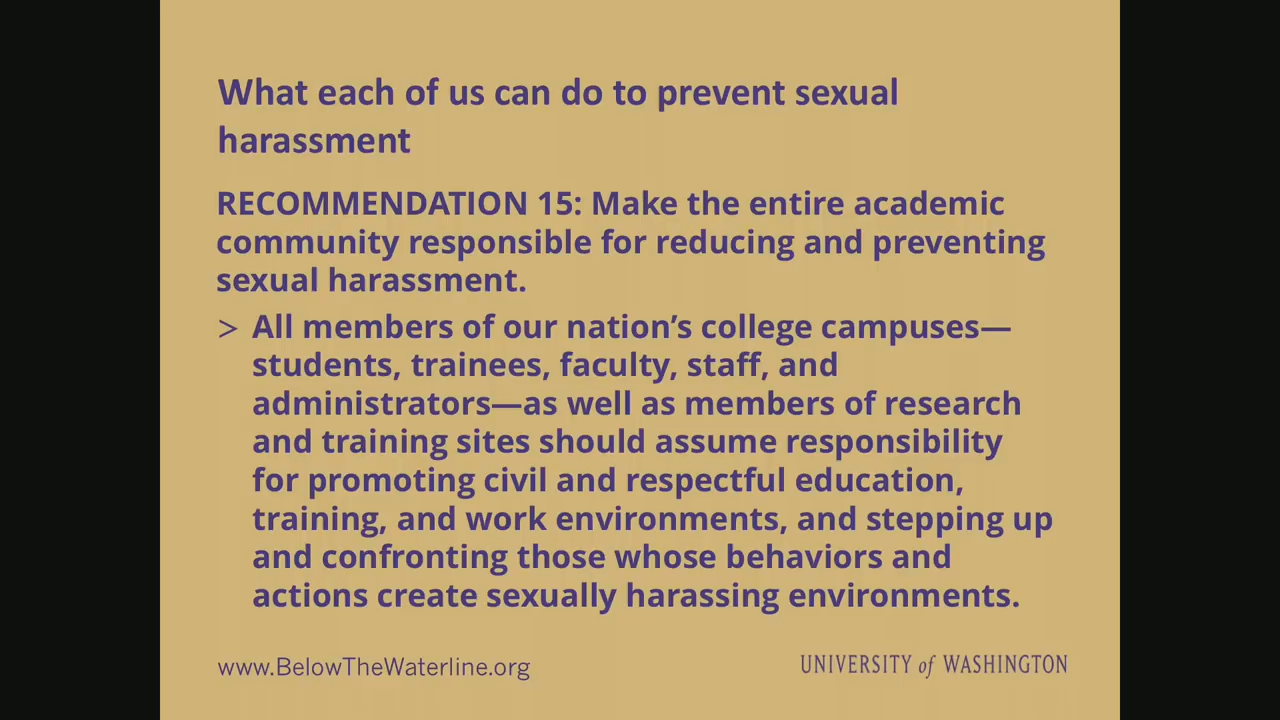 What each of us can do to prevent sexual
harassment
RECOMMENDATION 15: Make the entire academic
community responsible for reducing and preventing
sexual harassment.
> All members of our nation’s college campuses—
students, trainees, faculty, staff, and
administrators—as well as members of research
and training sites should assume responsibility
for promoting civil and respectful education,
training, and work environments, and stepping up
and confronting those whose behaviors and
actions create sexually harassing environments.
www.BelowTheWaterline.org
UNIVERSITY of WASHINGTON